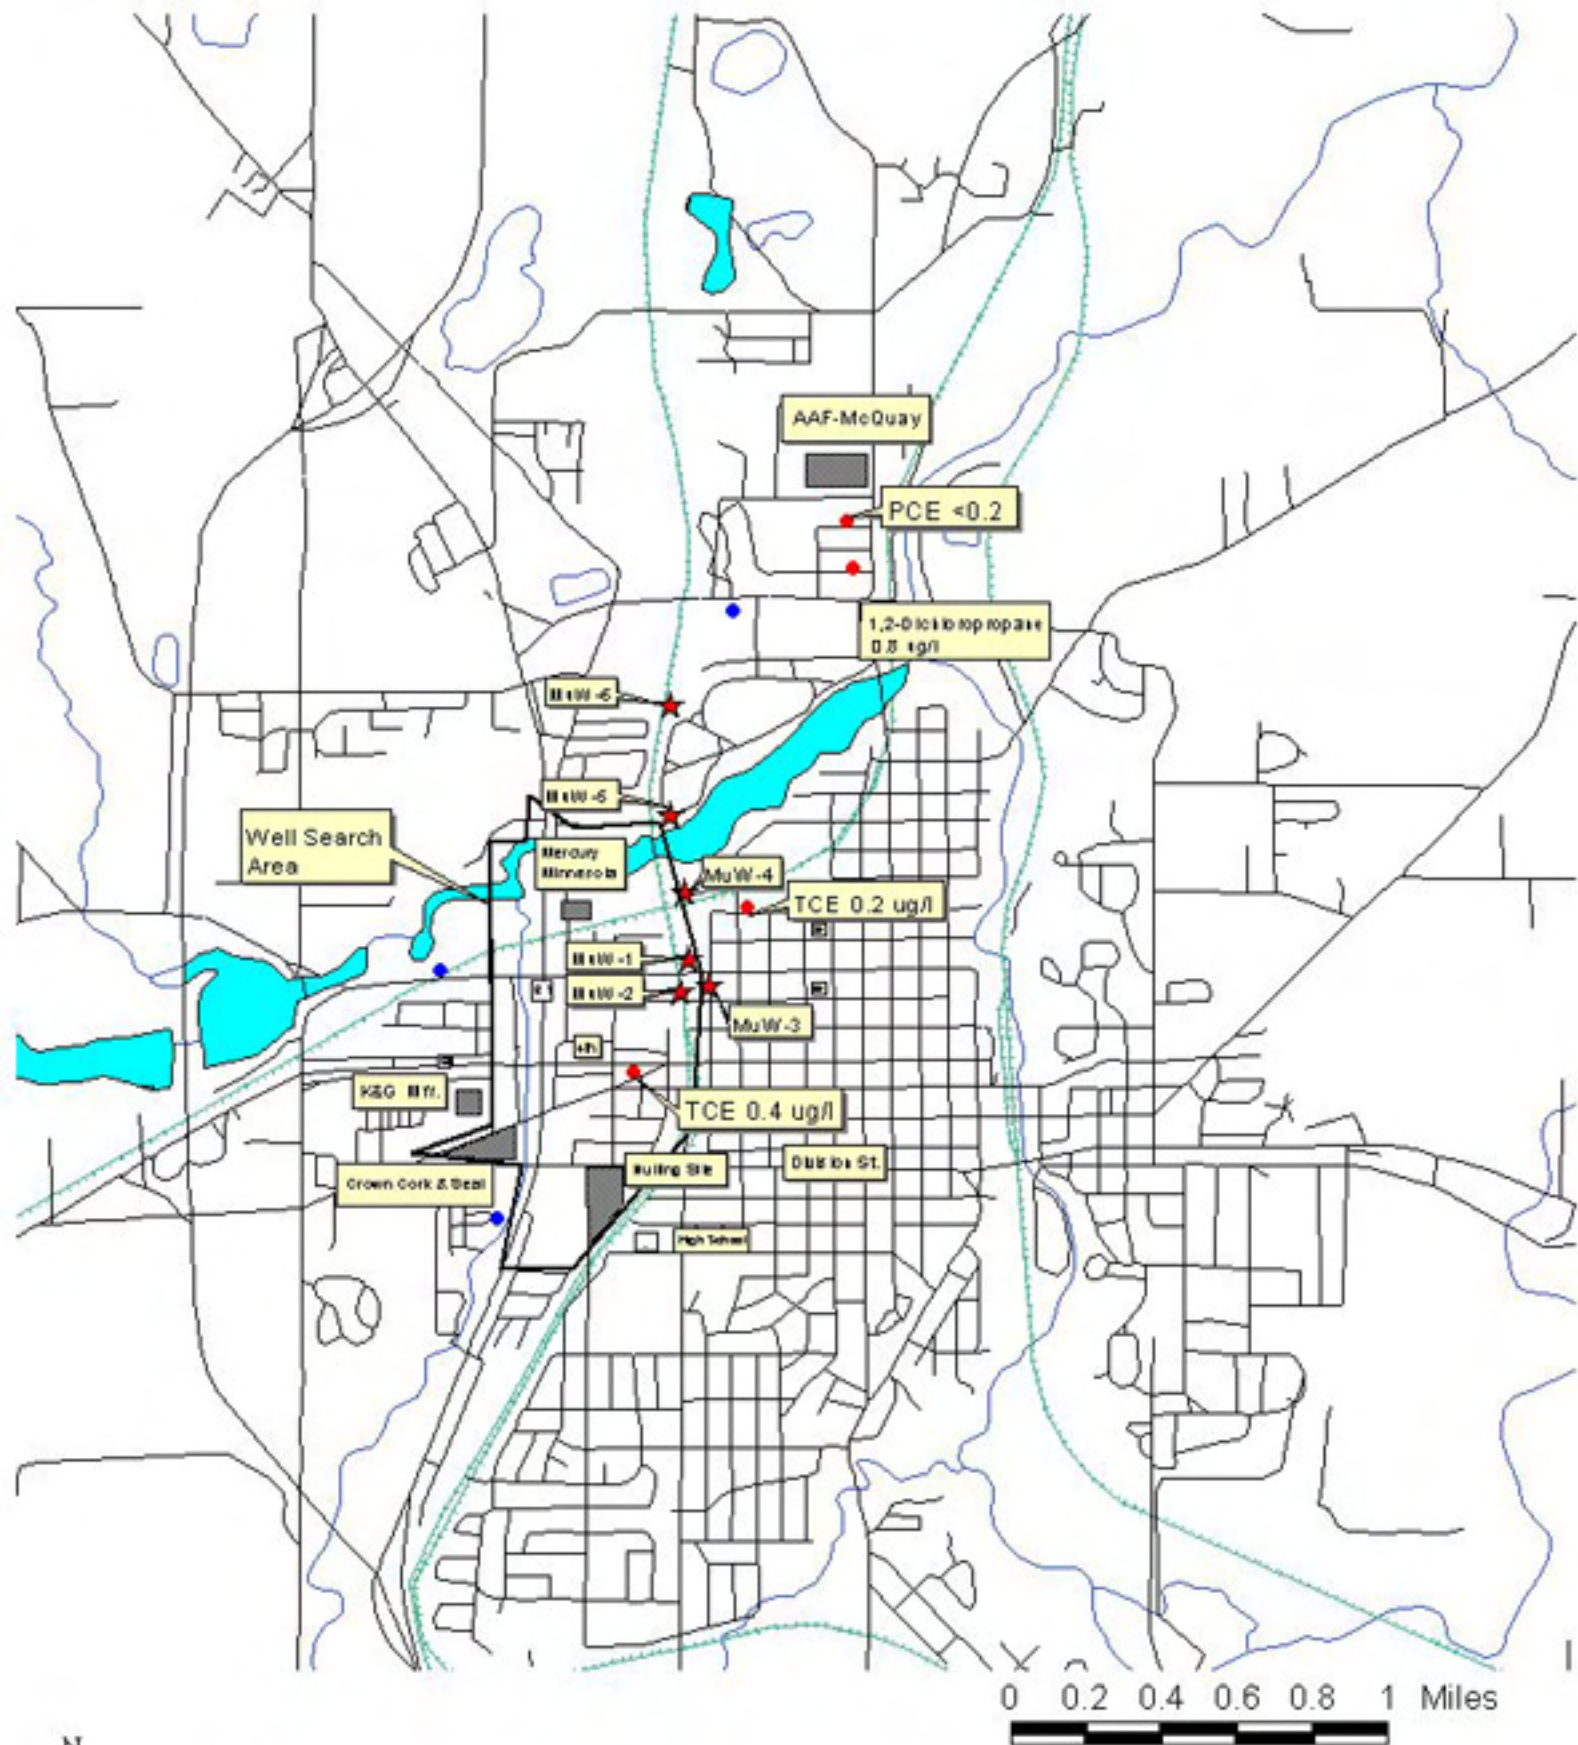 AAF-McQuay
PCE <0.2
1,2-Dichloropropane
MuW-6
MuW-5
Well Search
Area
Mercury
Minnesota
MuW-4
TCE 0.2 ug/l
MuW-1
MuW-2
MuW-3
4th
K&G Mfr.
TCE 0.4 ug/l
Crown Cork & Seal
Nulling Site
Division St.
High School
0 0.2 0.4 0.6 0.8 1 Miles
N